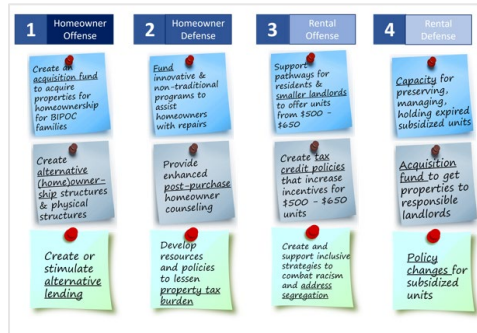 1 Homeowner
Offense
Create an
acquisition fund
to acquire
properties for
homeownership
for BIPOC
families
Create
alternative
(home)owner-
ship structures
& physical
structures
Create or
stimulate
alternative
lending
2 Homeowner
Defense
Fund
innovative &
non-traditional
programs to
assist
homeowners
with repairs
Provide
enhanced
post-purchase
homeowner
counseling
Develop
resources
and policies
to lessen
property tax
burden
3 Rental
Offense
Support
pathways for
residents &
smaller landlords
to offer units
from $500 -
$650
Create tax
credit policies
that increase
incentives for
$500 - $650
units
Create and
support inclusive
strategies to
combat racism
and address
segregation
4 Rental
Defense
Capacity for
preserving,
managing,
holding expired
subsidized units
Acquisition
fund to get
properties to
responsible
landlords
Policy
changes for
subsidized
units